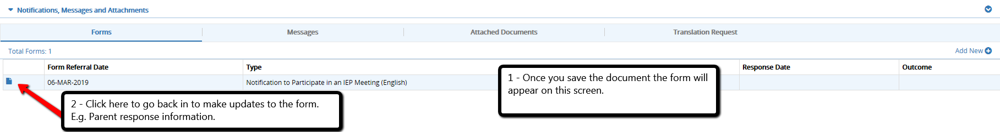 Notifications, Messages and Attachments
Forms
Messages
Attached Documents
Translation Request
Total Forms: 1
Add New
Form Referral Date
Type
Response Date
Outcome
06-MAR-2019
Notification to Participate in an IEP Meeting (English)
1 - Once you save the document the form will
appear on this screen.
2 - Click here to go back in to make updates to the form.
E.g. Parent response information.